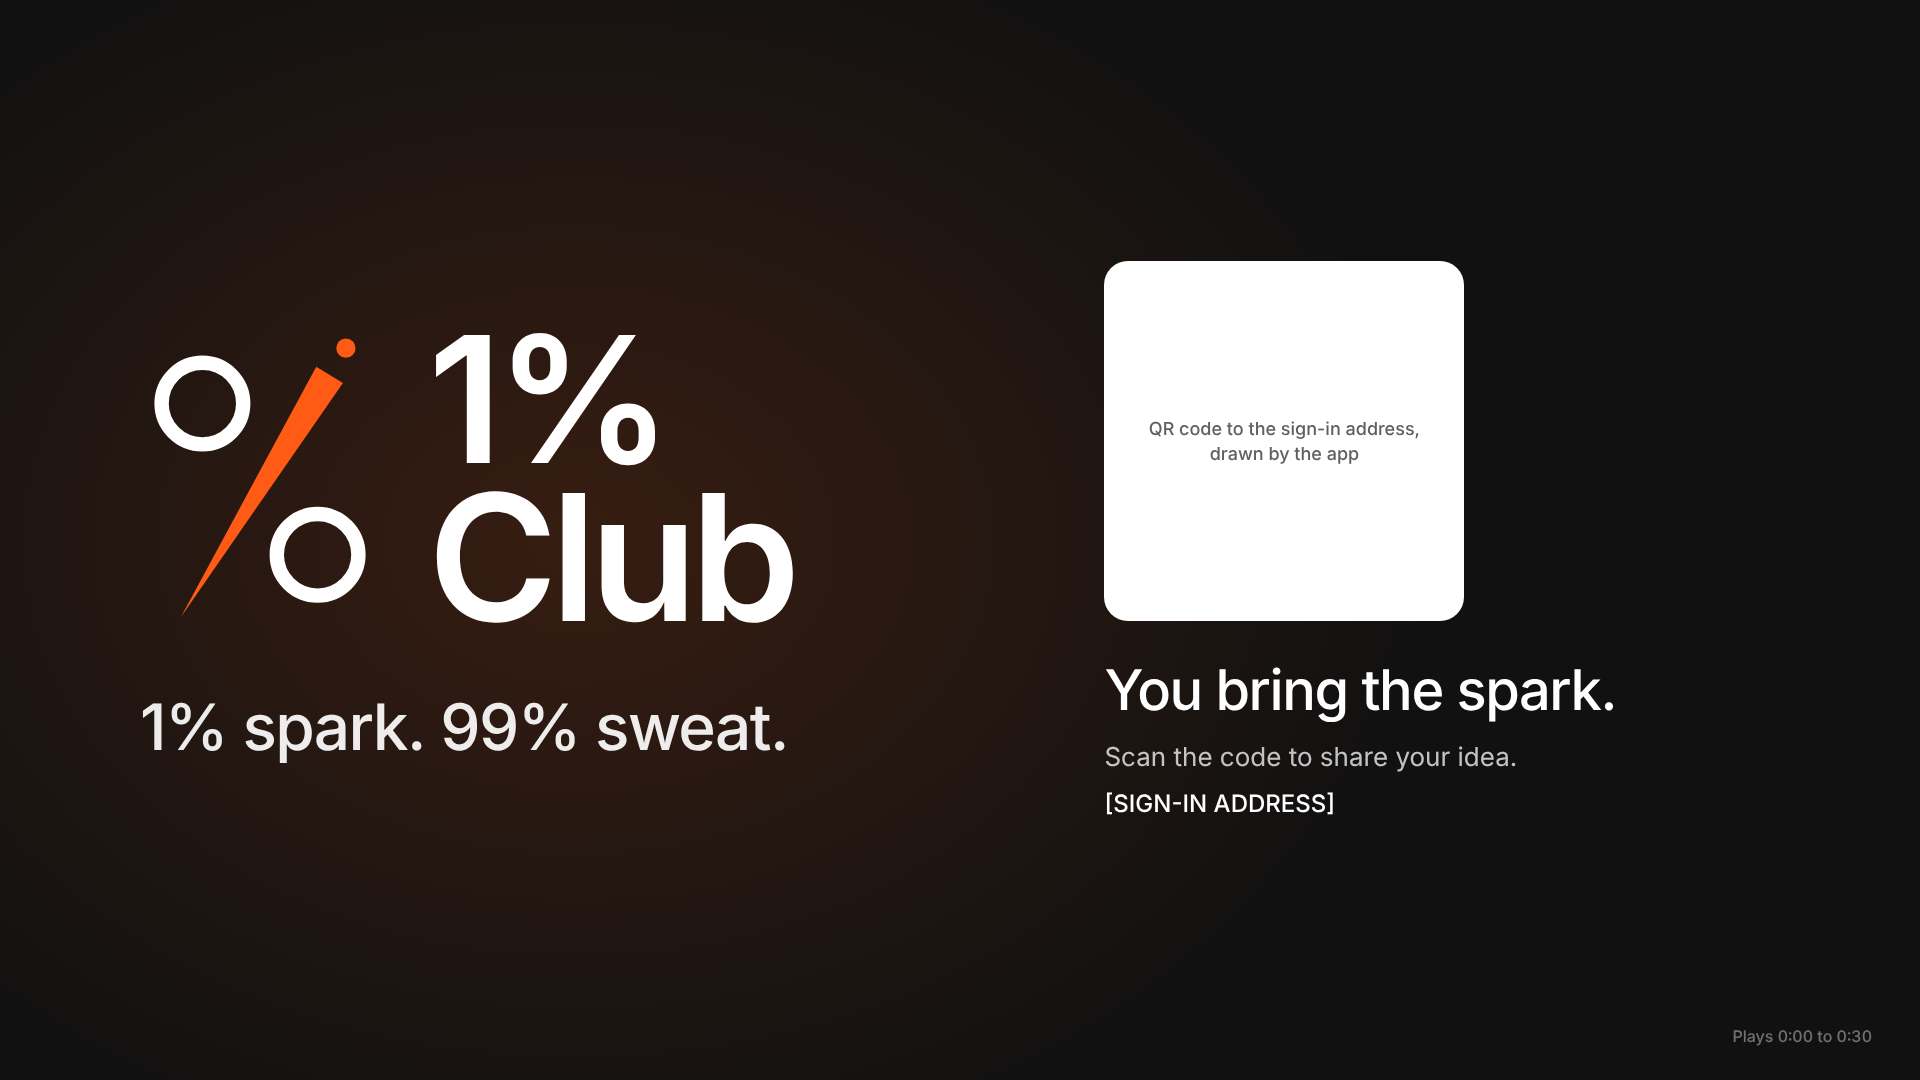 1%
Club
1% spark. 99% sweat.
QR code to the sign-in address,
drawn by the app
You bring the spark.
Scan the code to share your idea.
[SIGN-IN ADDRESS]
Plays 0:00 to 0:30